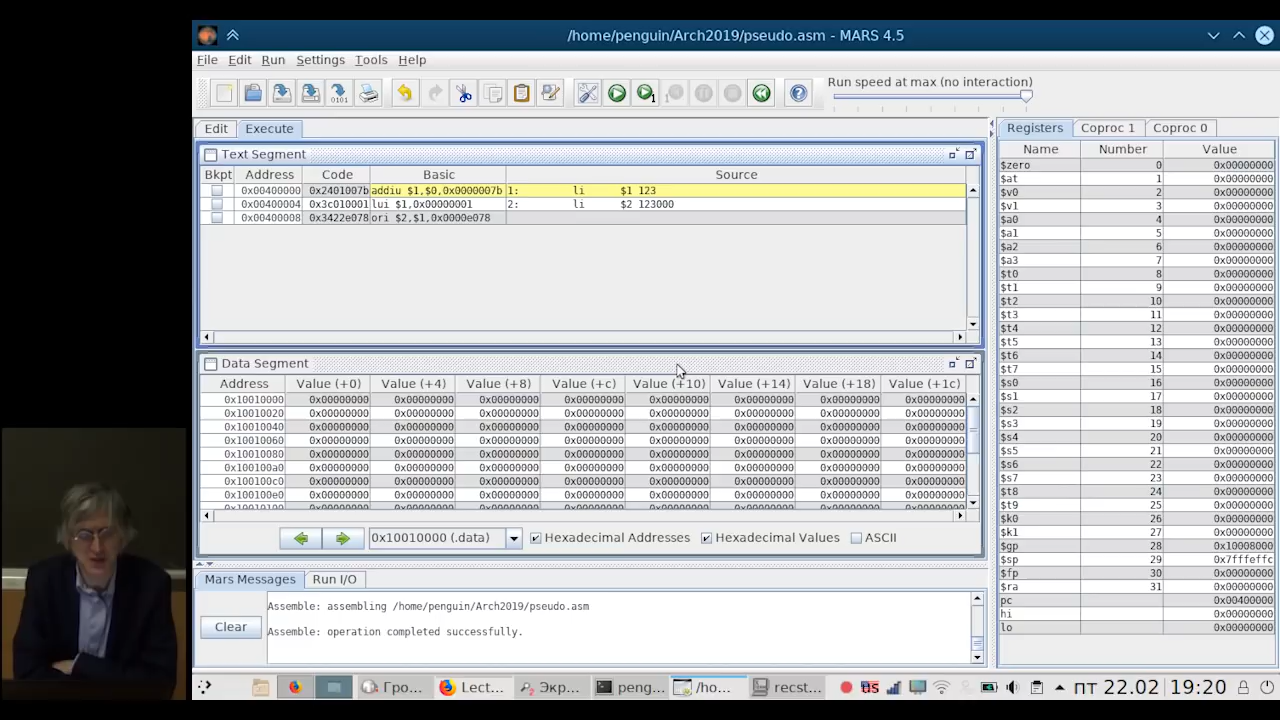 /home/penguin/Arch2019/pseudo.asm - MARS 4.5
File Edit Run Settings Tools Help
Run speed at max (no interaction)
Edit Execute
Registers Coproc 1 Coproc 0
Text Segment
Name Number Value
Bkpt Address Code Basic Source
0x00400000 0x2401007b addiu $1,$0,0x0000007b 1: li $1 123
0x00400004 0x3c010001 lui $1,0x00000001 2: li $2 123000
0x00400008 0x3422e078 ori $2,$1,0x0000e078
$zero 0 0x00000000
$at 1 0x00000000
$v0 2 0x00000000
$v1 3 0x00000000
$a0 4 0x00000000
$a1 5 0x00000000
$a2 6 0x00000000
$a3 7 0x00000000
$t0 8 0x00000000
$t1 9 0x00000000
$t2 10 0x00000000
$t3 11 0x00000000
$t4 12 0x00000000
$t5 13 0x00000000
$t6 14 0x00000000
$t7 15 0x00000000
$s0 16 0x00000000
$s1 17 0x00000000
$s2 18 0x00000000
$s3 19 0x00000000
$s4 20 0x00000000
$s5 21 0x00000000
$s6 22 0x00000000
$s7 23 0x00000000
$t8 24 0x00000000
$t9 25 0x00000000
$k0 26 0x00000000
$k1 27 0x00000000
$gp 28 0x10008000
$sp 29 0x7fffeffc
$fp 30 0x00000000
$ra 31 0x00000000
pc 0x00400000
hi 0x00000000
lo 0x00000000
Data Segment
Address Value (+0) Value (+4) Value (+8) Value (+c) Value (+10) Value (+14) Value (+18) Value (+1c)
0x10010000 0x00000000 0x00000000 0x00000000 0x00000000 0x00000000 0x00000000 0x00000000 0x00000000
0x10010020 0x00000000 0x00000000 0x00000000 0x00000000 0x00000000 0x00000000 0x00000000 0x00000000
0x10010040 0x00000000 0x00000000 0x00000000 0x00000000 0x00000000 0x00000000 0x00000000 0x00000000
0x10010060 0x00000000 0x00000000 0x00000000 0x00000000 0x00000000 0x00000000 0x00000000 0x00000000
0x10010080 0x00000000 0x00000000 0x00000000 0x00000000 0x00000000 0x00000000 0x00000000 0x00000000
0x100100a0 0x00000000 0x00000000 0x00000000 0x00000000 0x00000000 0x00000000 0x00000000 0x00000000
0x100100c0 0x00000000 0x00000000 0x00000000 0x00000000 0x00000000 0x00000000 0x00000000 0x00000000
0x100100e0 0x00000000 0x00000000 0x00000000 0x00000000 0x00000000 0x00000000 0x00000000 0x00000000
0x10010000 (.data) Hexadecimal Addresses Hexadecimal Values ASCII
Mars Messages Run I/O
Assemble: assembling /home/penguin/Arch2019/pseudo.asm
Assemble: operation completed successfully.
Clear
Гро... Lect... Экр... peng... /ho... recst... us ПТ 22.02 19:20